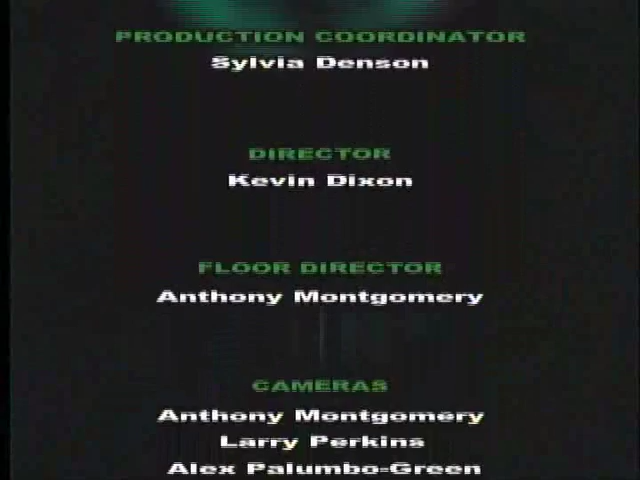 PRODUCTION COORDINATOR
Sylvia Denson
DIRECTOR
Kevin Dixon
FLOOR DIRECTOR
Anthony Montgomery
CAMERAS
Anthony Montgomery
Larry Perkins
Alex Palumbo-Green